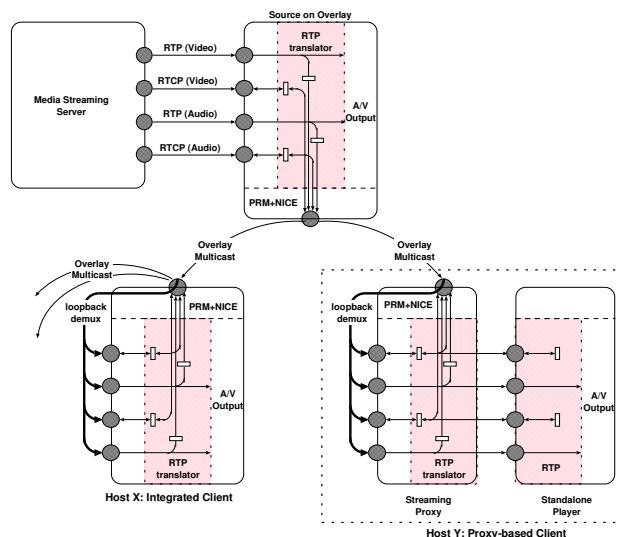 Source on Overlay
RTP (Video)
RTP
translator
RTCP (Video)
Media Streaming
Server
A/V
Output
RTP (Audio)
RTCP (Audio)
PRM+NICE
Overlay
Multicast
Overlay
Multicast
Overlay
Multicast
loopback
demux
PRM+NICE
A/V
Output
RTP
translator
Host X: Integrated Client
loopback
demux
PRM+NICE
A/V
Output
RTP
translator
RTP
Streaming
Proxy
Standalone
Player
Host Y: Proxy-based Client